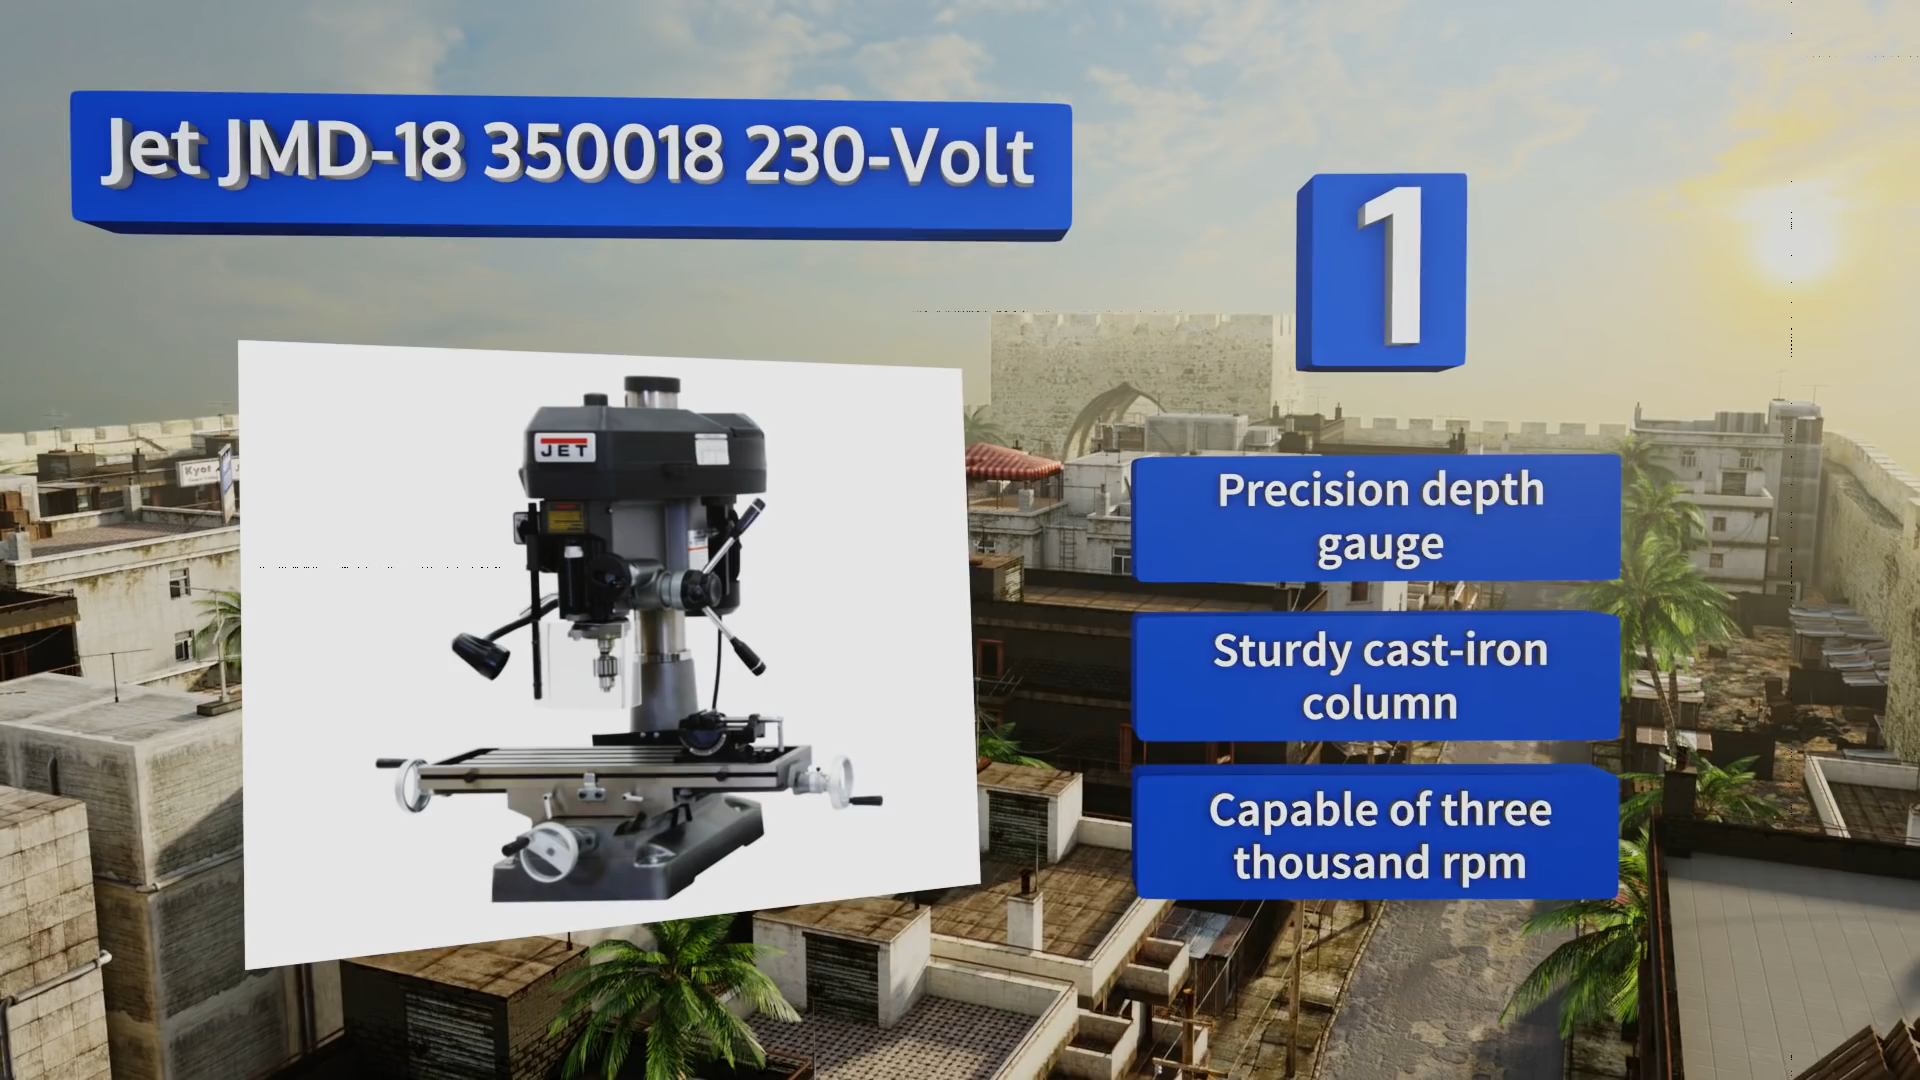 Jet JMD-18 350018 230-Volt
1
JET
Precision depth
gauge
Sturdy cast-iron
column
Capable of three
thousand rpm